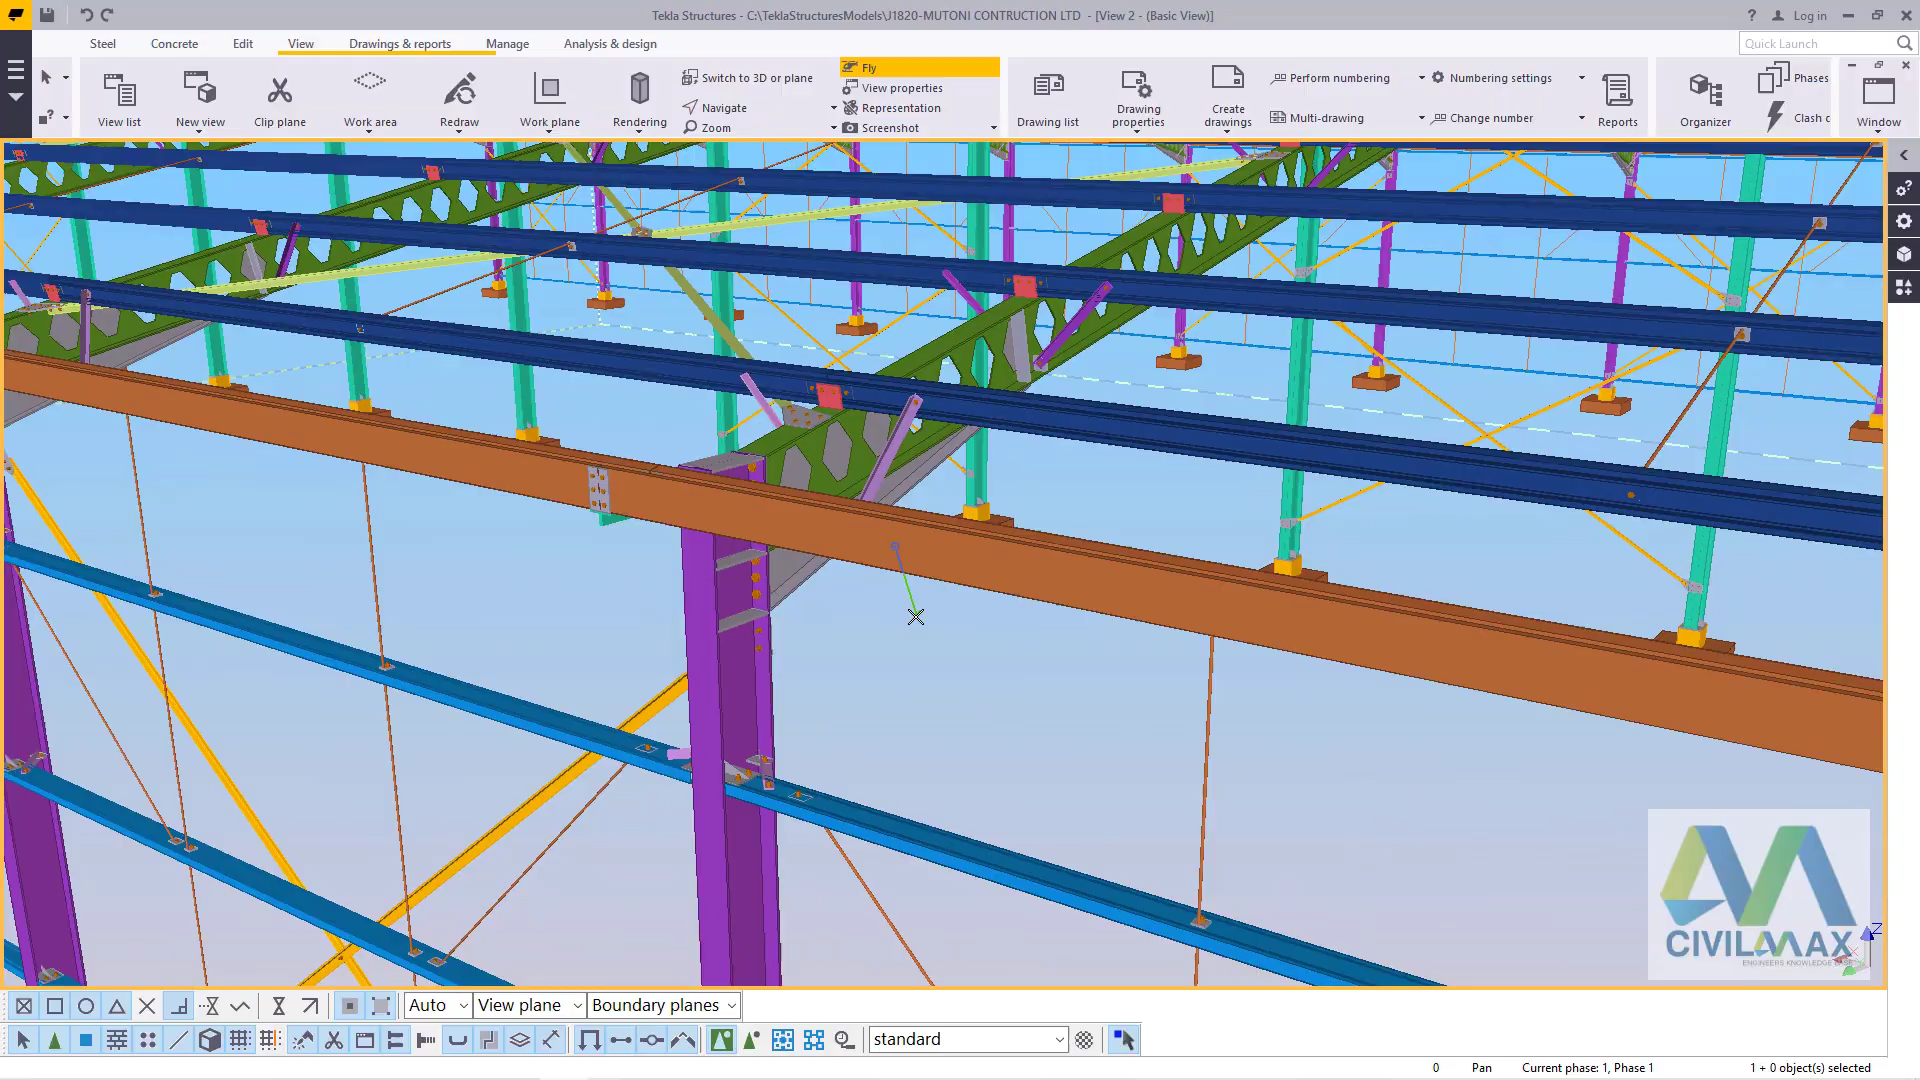 Tekla Structures - C:\TeklaStructuresModels\J1820-MUTONI CONTRUCTION LTD - [View 2 - (Basic View)]
? Log in
Steel Concrete Edit View Drawings & reports Manage Analysis & design
Quick Launch
View list
New view
Clip plane
Work area
Redraw
Work plane
Rendering
Switch to 3D or plane
Navigate
Zoom
Fly
View properties
Representation
Screenshot
Drawing list
Drawing properties
Create drawings
Perform numbering
Multi-drawing
Numbering settings
Change number
Reports
Organizer
Phases
Clash c
Window
Z
CIVILMAX
ENGINEERS KNOWLEDGE BASE
Auto View plane Boundary planes
standard
0 Pan Current phase: 1, Phase 1 1 + 0 object(s) selected